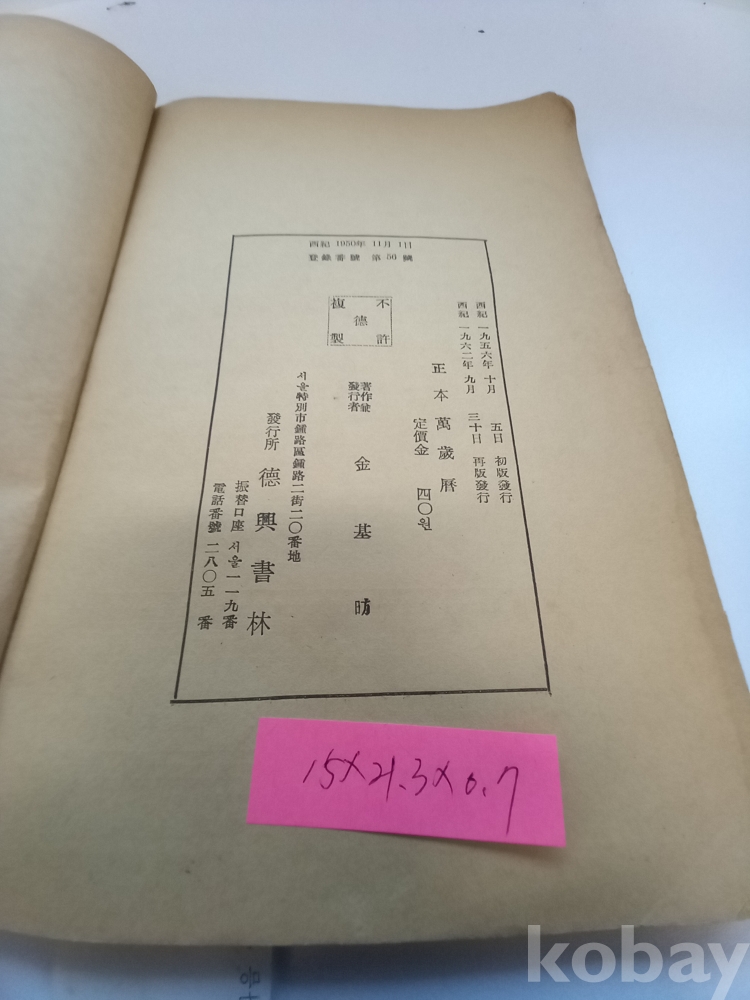 西紀 1950年 11月 1日
登錄番號 第50號
西紀 一九五六年 十月 五日 初版發行
西紀 一九六二年 九月 三十日 再版發行
正本萬歲曆
定價金 四〇원
不許
德
複製
著作兼
發行者
金基昉
서울特別市鍾路區鍾路二街二〇番地
發行所 德興書林
振替口座 서울 一一九番
電話番號 二八〇五番
15×21.3×0.7
kobay